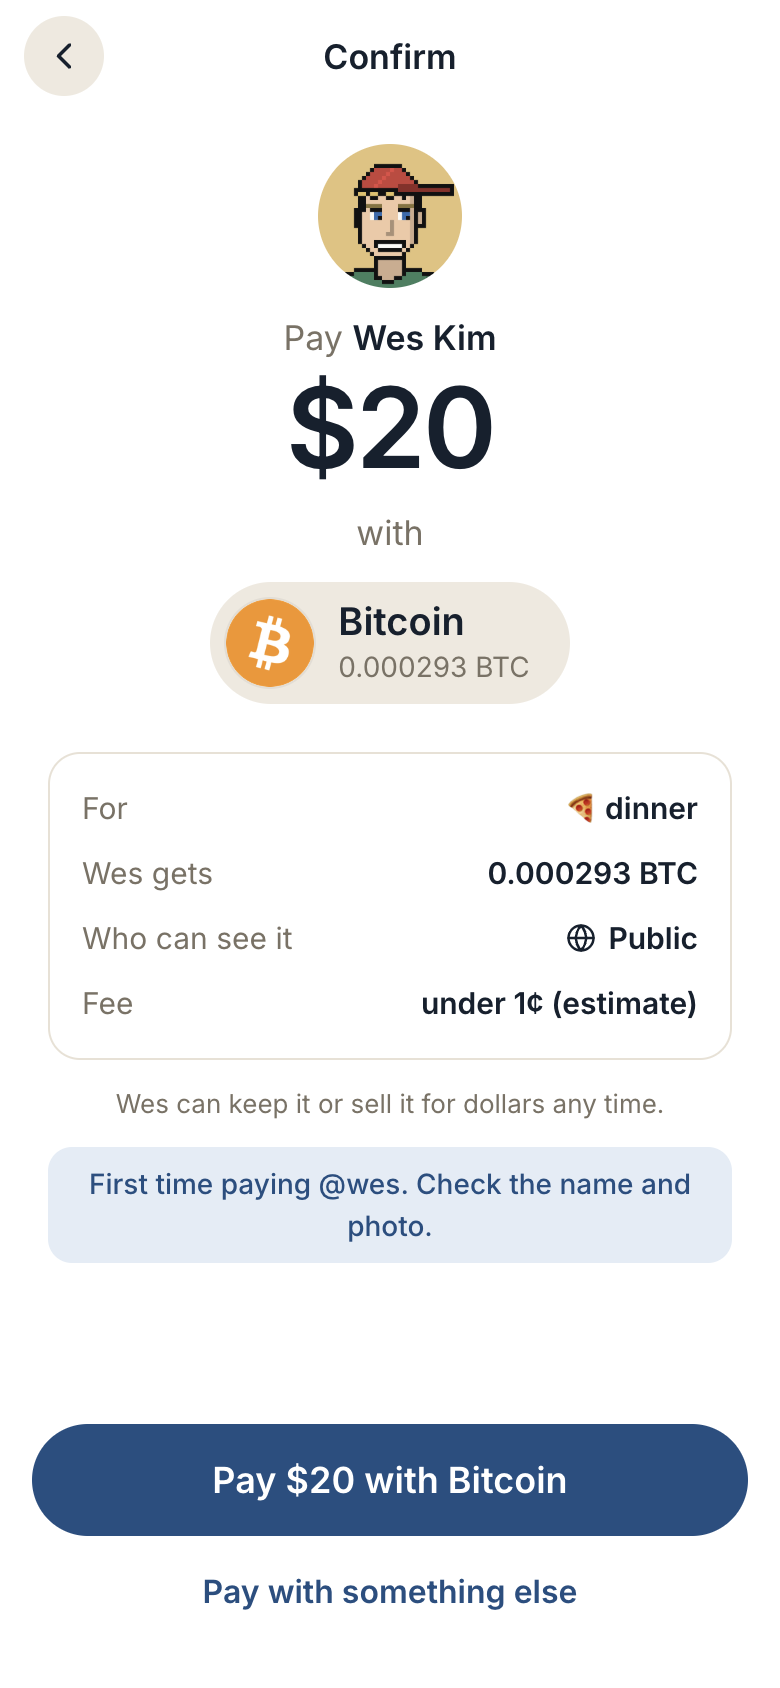 Confirm
Pay Wes Kim
$20
with
Bitcoin
0.000293 BTC
For 🍕 dinner
Wes gets 0.000293 BTC
Who can see it Public
Fee under 1¢ (estimate)
Wes can keep it or sell it for dollars any time.
First time paying @wes. Check the name and
photo.
Pay $20 with Bitcoin
Pay with something else